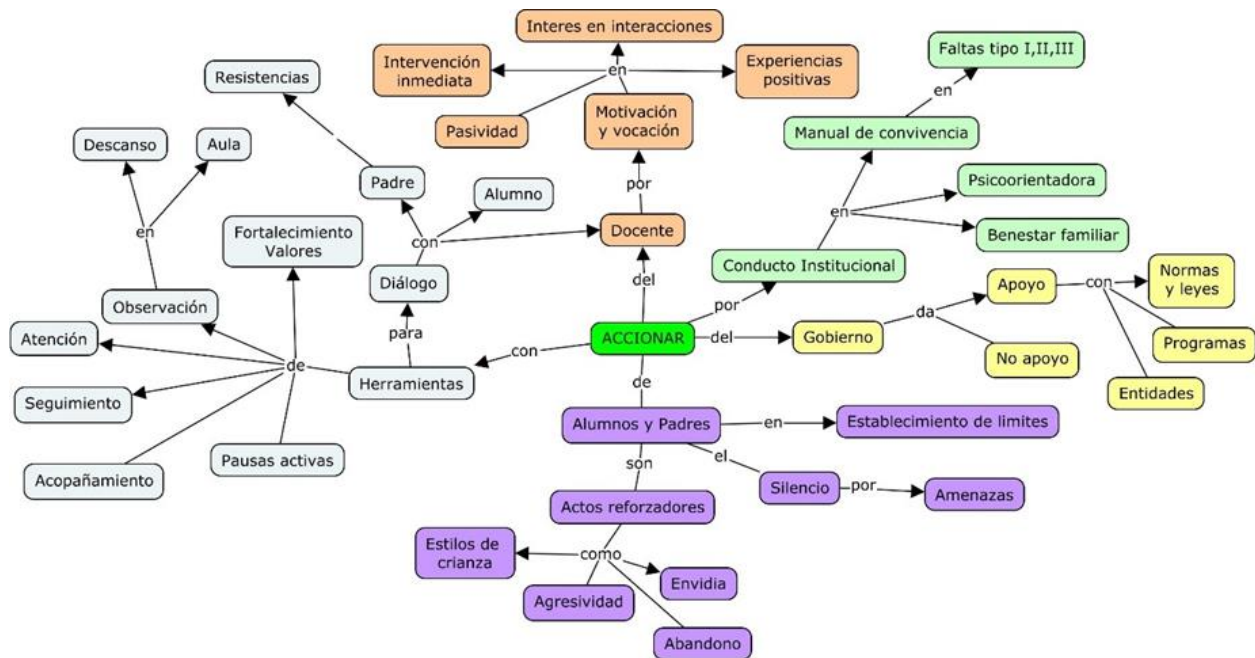 Interes en interacciones
Faltas tipo I,II,III
Intervención
inmediata
en
Experiencias
positivas
Resistencias
en
Pasividad
Motivación
y vocación
Manual de convivencia
Descanso
Aula
Padre
Alumno
por
Psicoorientadora
en
en
Fortalecimiento
Valores
con
Docente
Benestar familiar
Diálogo
Conducto Institucional
Normas
y leyes
Observación
del
por
Apoyo
con
Atención
para
ACCIONAR
del
Gobierno
da
Programas
de
Herramientas
con
No apoyo
Seguimiento
de
Entidades
Alumnos y Padres
en
Establecimiento de limites
Pausas activas
son
el
Acopañamiento
Silencio
por
Amenazas
Actos reforzadores
Estilos de
crianza
como
Envidia
Agresividad
Abandono